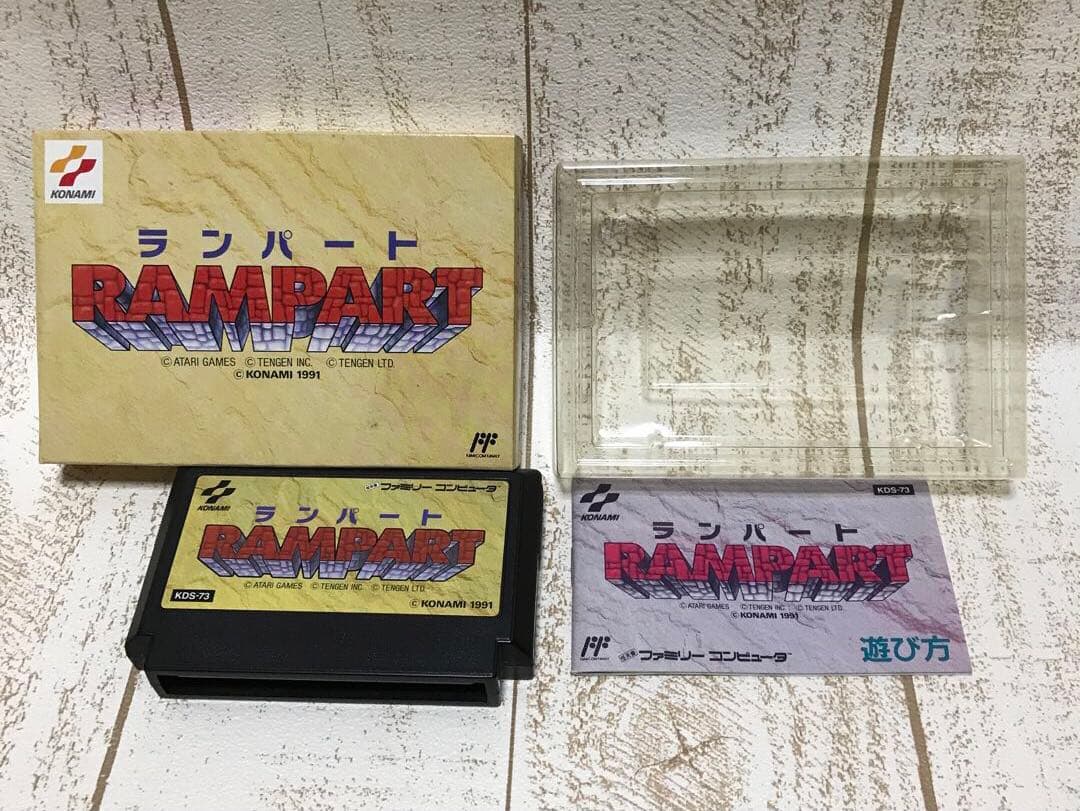 KONAMI
ランパート
RAMPART
© ATARI GAMES © TENGEN INC. © TENGEN LTD.
© KONAMI 1991
FAMICOM FAMILY
KONAMI
ファミリー コンピュータ
ランパート
RAMPART
© ATARI GAMES © TENGEN INC. © TENGEN LTD.
KDS-73
© KONAMI 1991
KONAMI
KDS-73
ランパート
RAMPART
© ATARI GAMES © TENGEN INC. © TENGEN LTD.
© KONAMI 1991
ファミリー コンピュータ
遊び方